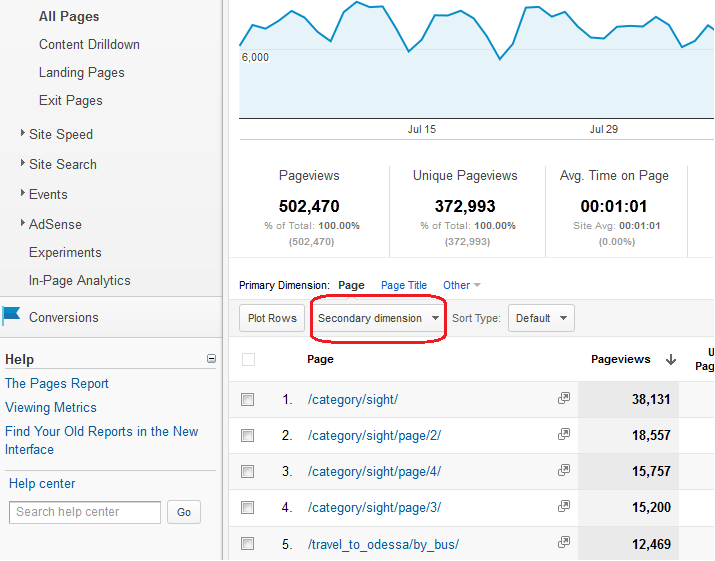 All Pages
Content Drilldown
Landing Pages
Exit Pages
Site Speed
Site Search
Events
AdSense
Experiments
In-Page Analytics
Conversions
Help
The Pages Report
Viewing Metrics
Find Your Old Reports in the New
Interface
Help center
Search help center Go
6,000
Jul 15 Jul 29
Pageviews Unique Pageviews Avg. Time on Page
502,470 372,993 00:01:01
% of Total: 100.00% % of Total: 100.00% Site Avg: 00:01:01
(502,470) (372,993) (0.00%)
Primary Dimension: Page Page Title Other
Plot Rows Secondary dimension Sort Type: Default
Page Pageviews
1. /category/sight/ 38,131
2. /category/sight/page/2/ 18,557
3. /category/sight/page/4/ 15,757
4. /category/sight/page/3/ 15,200
5. /travel_to_odessa/by_bus/ 12,469